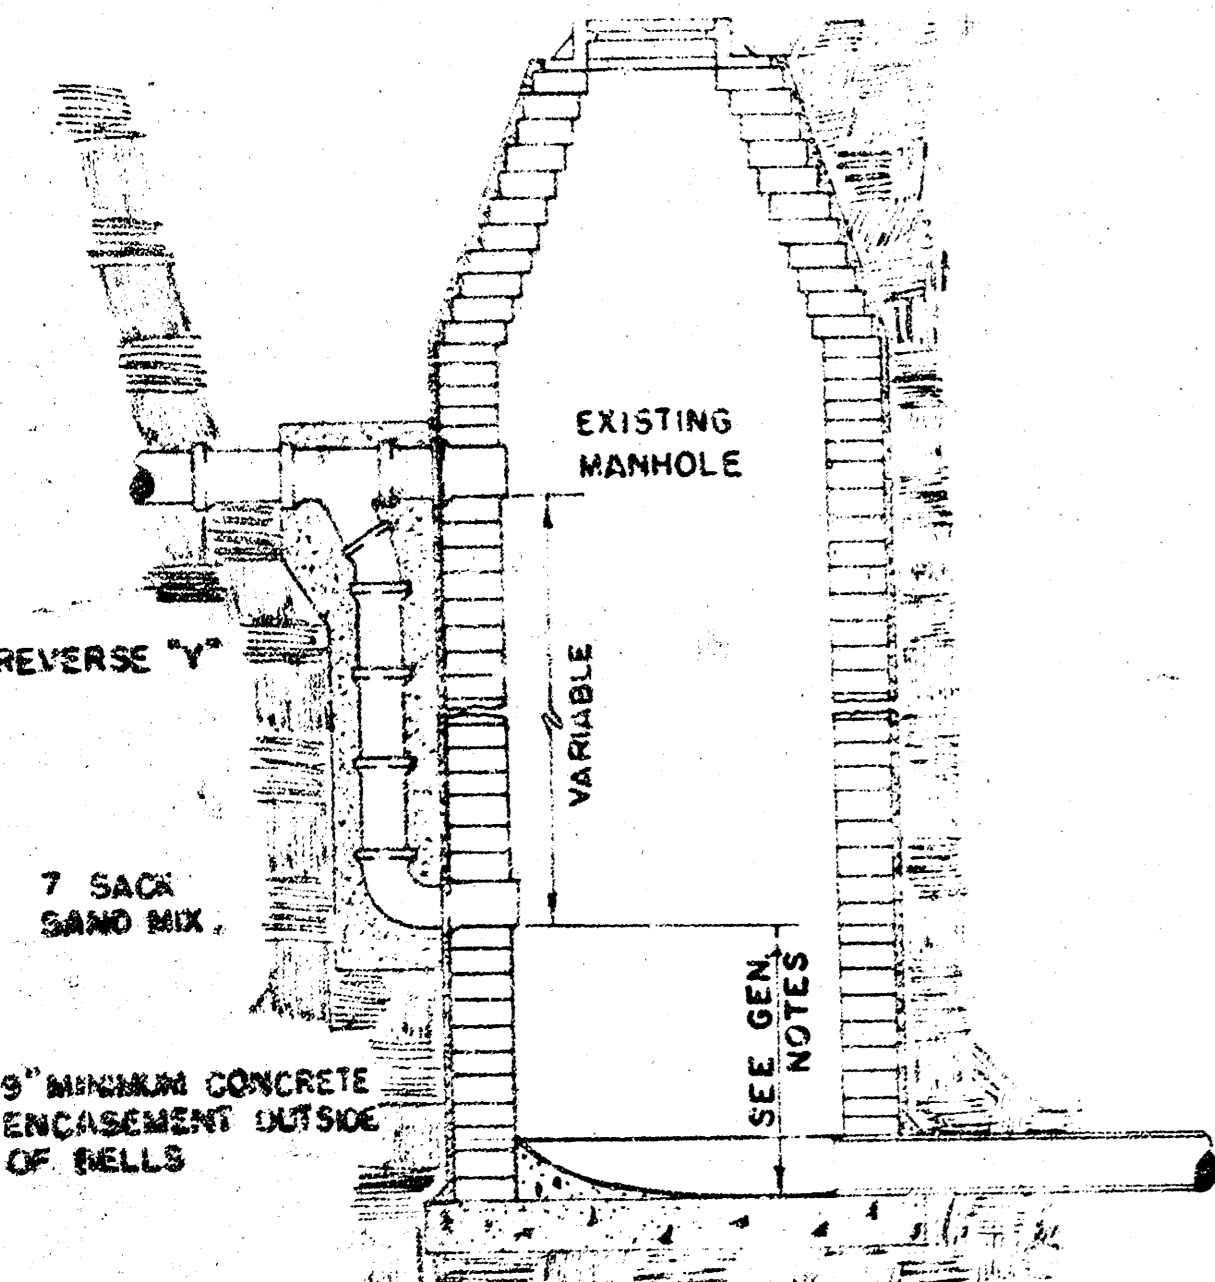 EXISTING
MANHOLE
REVERSE "Y"
VARIABLE
7 SACK
SAND MIX.
SEE GEN.
NOTES
9" MINIMUM CONCRETE
ENCASEMENT OUTSIDE
OF BELLS